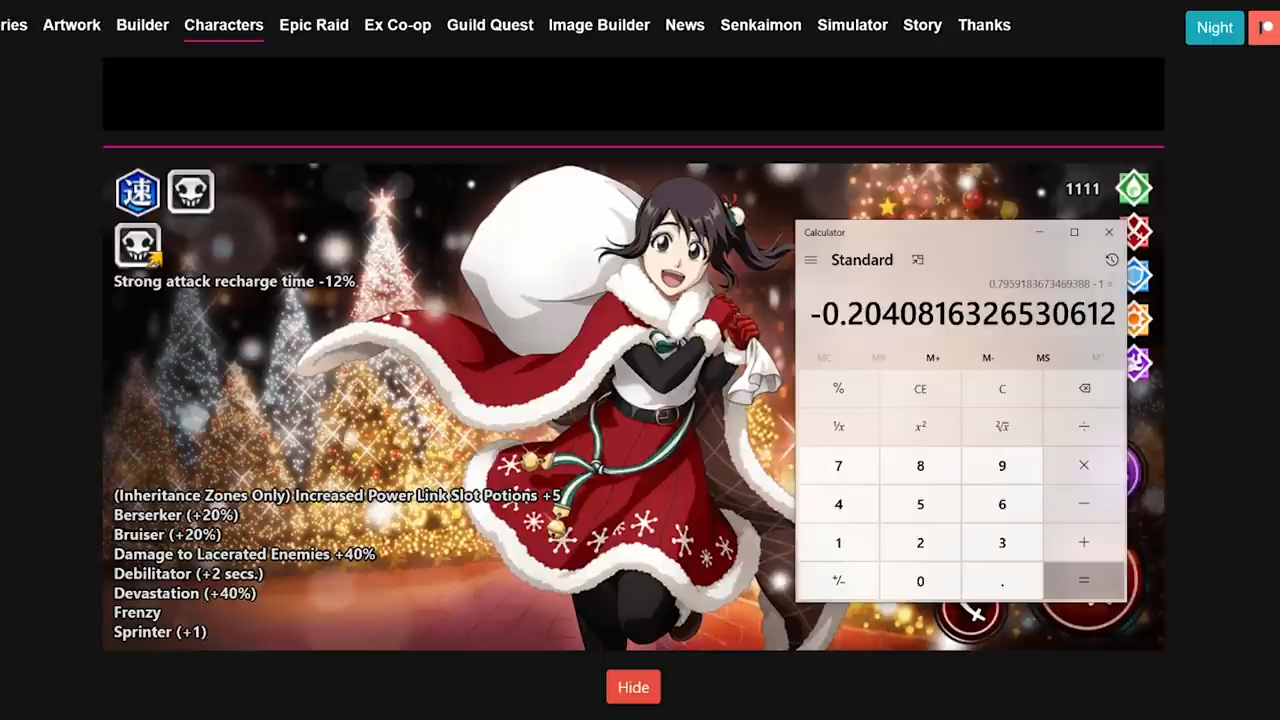 ries Artwork Builder Characters Epic Raid Ex Co-op Guild Quest Image Builder News Senkaimon Simulator Story Thanks Night
速
1111
Strong attack recharge time -12%
Calculator
Standard
0.7959183673469388 - 1 =
-0.2040816326530612
MC MR M+ M- MS M˅
% CE C
¹/x x² ²√x ÷
7 8 9 ×
4 5 6 −
1 2 3 +
+/- 0 . =
(Inheritance Zones Only) Increased Power Link Slot Potions +5
Berserker (+20%)
Bruiser (+20%)
Damage to Lacerated Enemies +40%
Debilitator (+2 secs.)
Devastation (+40%)
Frenzy
Sprinter (+1)
Hide